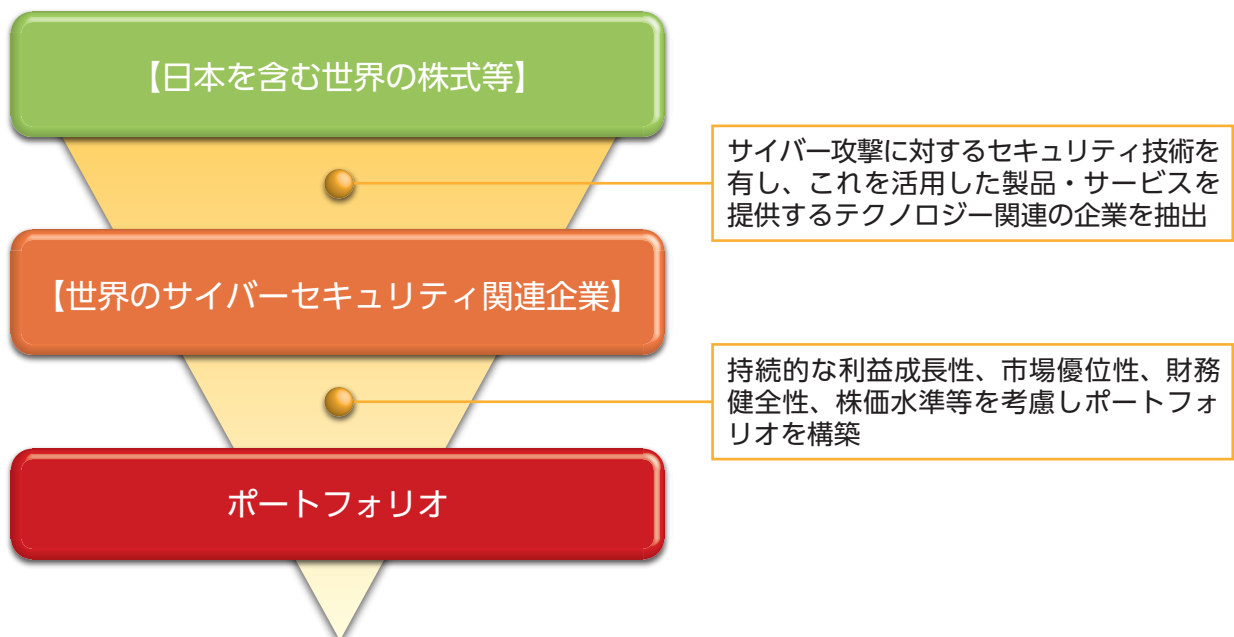 【日本を含む世界の株式等】
サイバー攻撃に対するセキュリティ技術を
有し、これを活用した製品・サービスを
提供するテクノロジー関連の企業を抽出
【世界のサイバーセキュリティ関連企業】
持続的な利益成長性、市場優位性、財務
健全性、株価水準等を考慮しポートフォ
リオを構築
ポートフォリオ